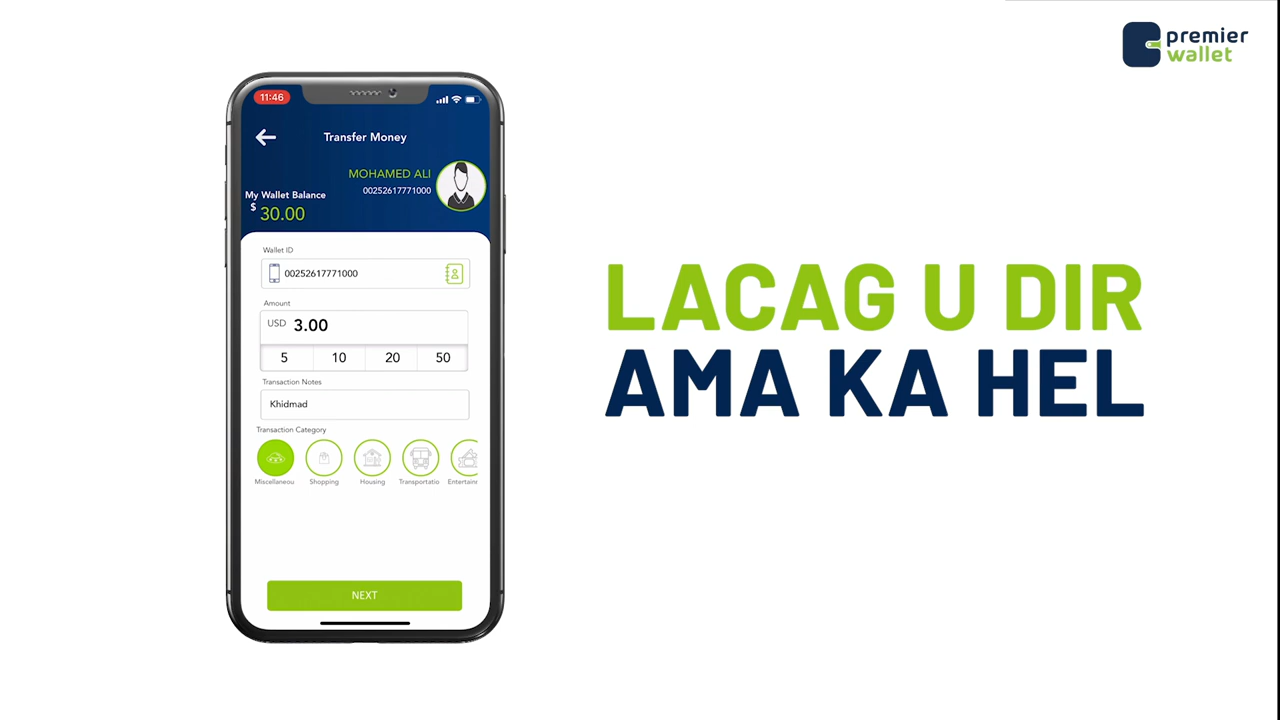 premier
wallet
11:46
Transfer Money
MOHAMED ALI
00252617771000
My Wallet Balance
$ 30.00
Wallet ID
00252617771000
Amount
USD 3.00
5 10 20 50
Transaction Notes
Khidmad
Transaction Category
Miscellaneou Shopping Housing Transportatio Entertainr
NEXT
LACAG U DIR
AMA KA HEL